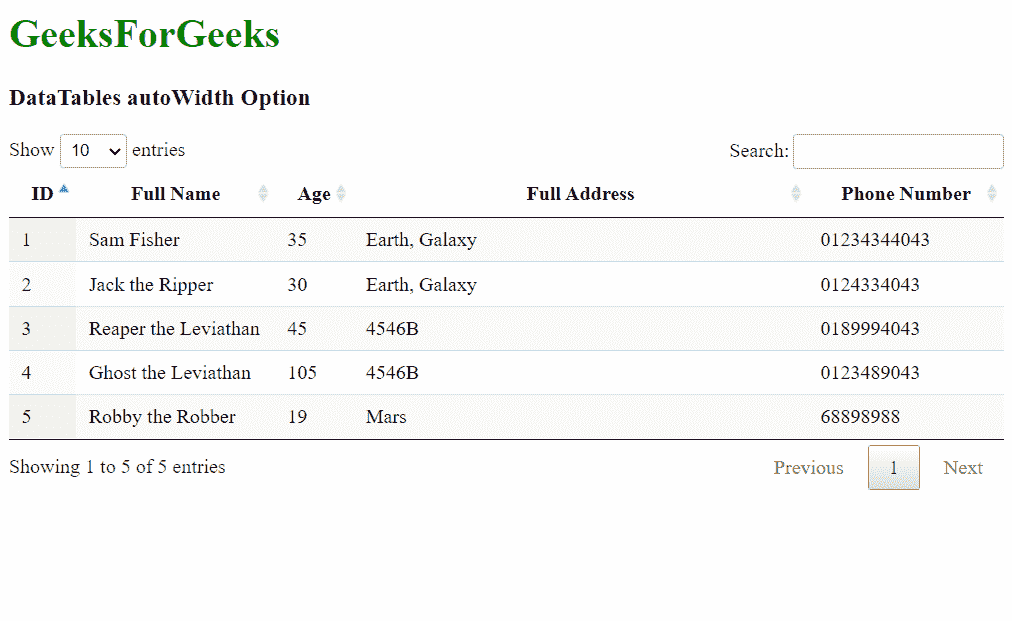 GeeksForGeeks
DataTables autoWidth Option
Show 10 entries Search:
ID Full Name Age Full Address Phone Number
1 Sam Fisher 35 Earth, Galaxy 01234344043
2 Jack the Ripper 30 Earth, Galaxy 0124334043
3 Reaper the Leviathan 45 4546B 0189994043
4 Ghost the Leviathan 105 4546B 0123489043
5 Robby the Robber 19 Mars 68898988
Showing 1 to 5 of 5 entries Previous 1 Next